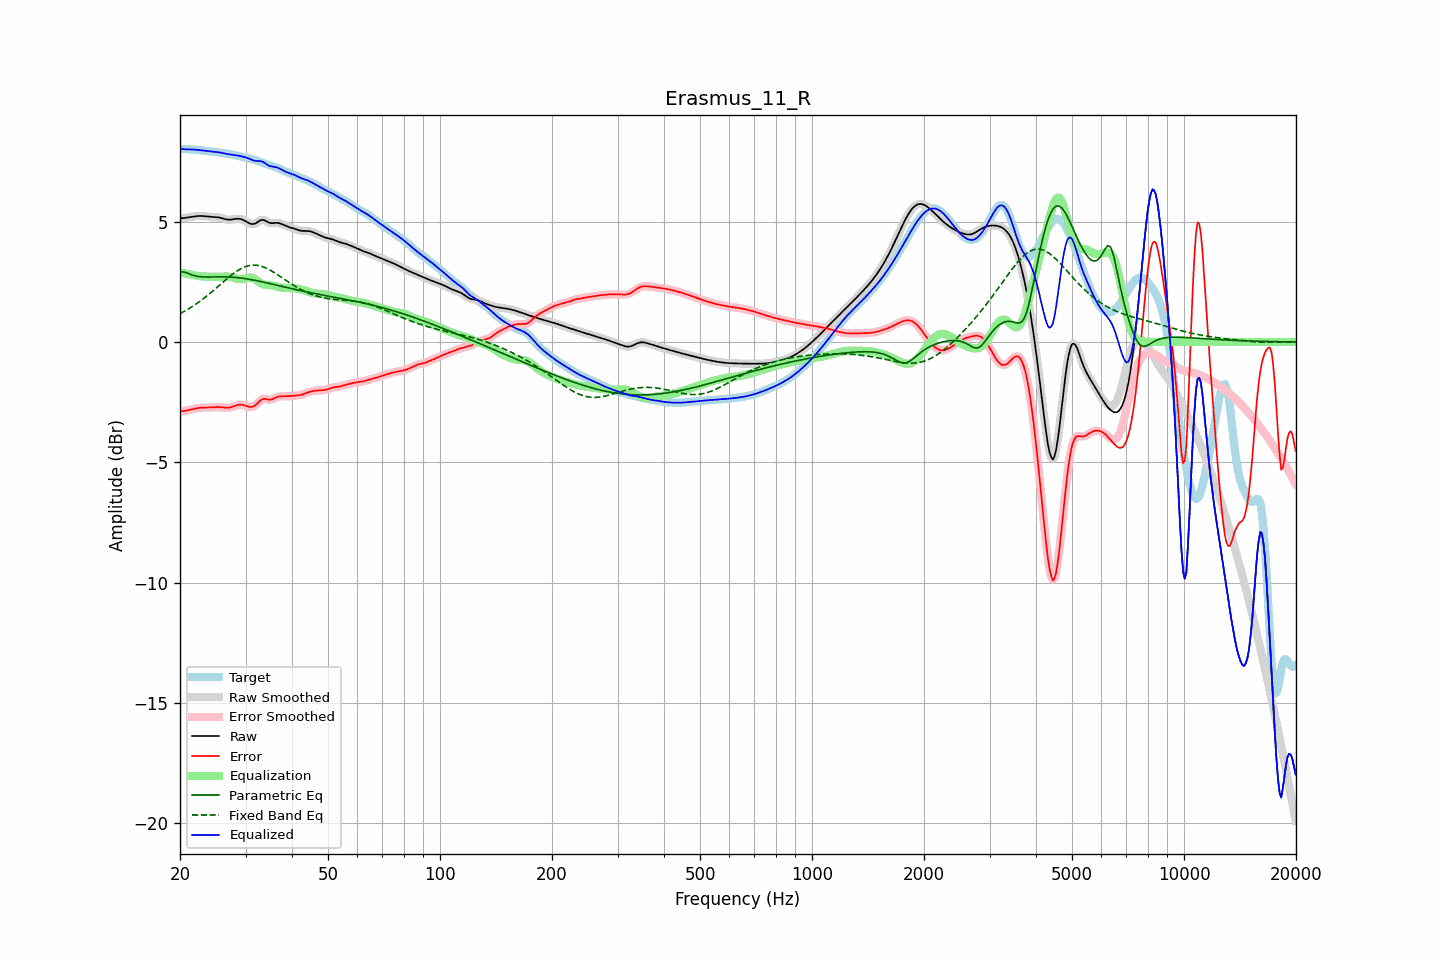 Erasmus_11_R
Amplitude (dBr)
5
0
−5
−10
−15
−20
Target
Raw Smoothed
Error Smoothed
Raw
Error
Equalization
Parametric Eq
Fixed Band Eq
Equalized
20 50 100 200 500 1000 2000 5000 10000 20000
Frequency (Hz)